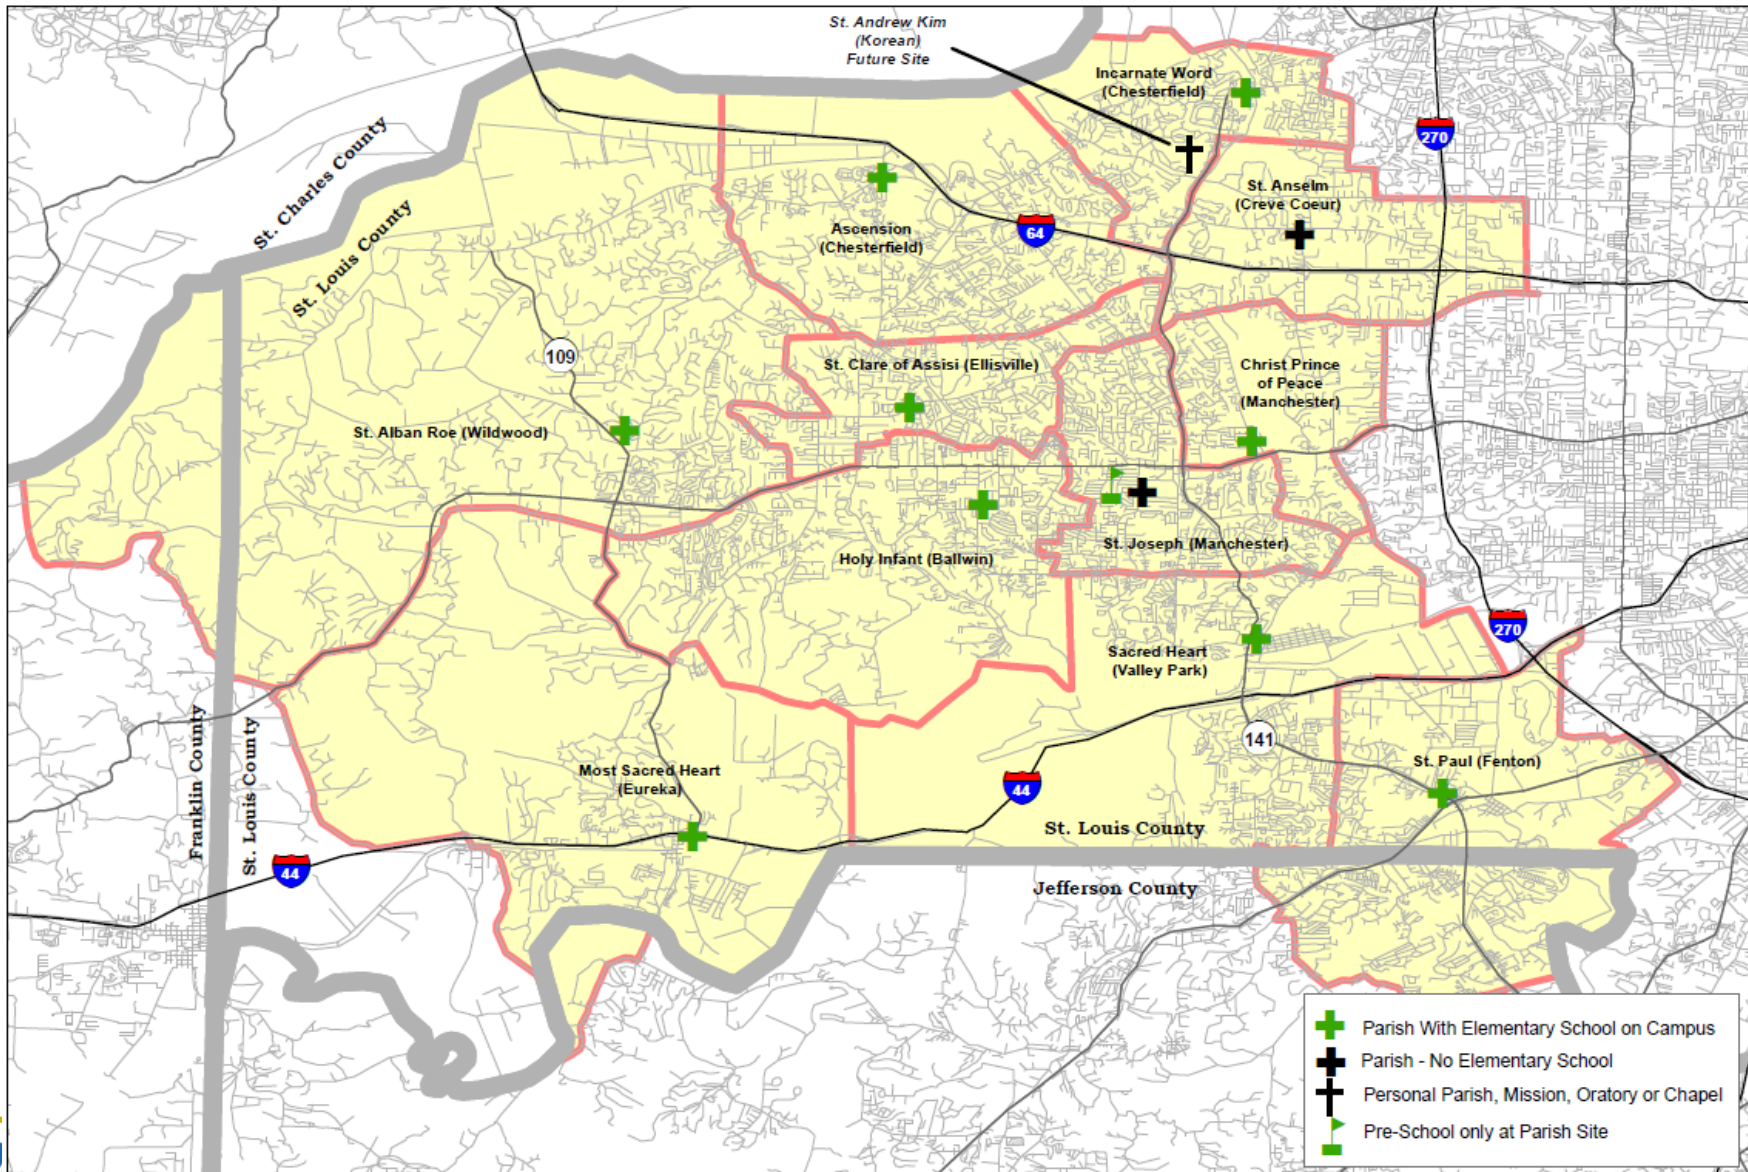 St. Andrew Kim
(Korean)
Future Site
Incarnate Word
(Chesterfield)
270
St. Charles County
St. Louis County
St. Anselm
(Creve Coeur)
Ascension
(Chesterfield)
64
109
St. Clare of Assisi (Ellisville)
Christ Prince
of Peace
(Manchester)
St. Alban Roe (Wildwood)
Holy Infant (Ballwin)
St. Joseph (Manchester)
270
Sacred Heart
(Valley Park)
Franklin County
St. Louis County
141
St. Paul (Fenton)
Most Sacred Heart
(Eureka)
44
St. Louis County
44
Jefferson County
Parish With Elementary School on Campus
Parish - No Elementary School
Personal Parish, Mission, Oratory or Chapel
Pre-School only at Parish Site